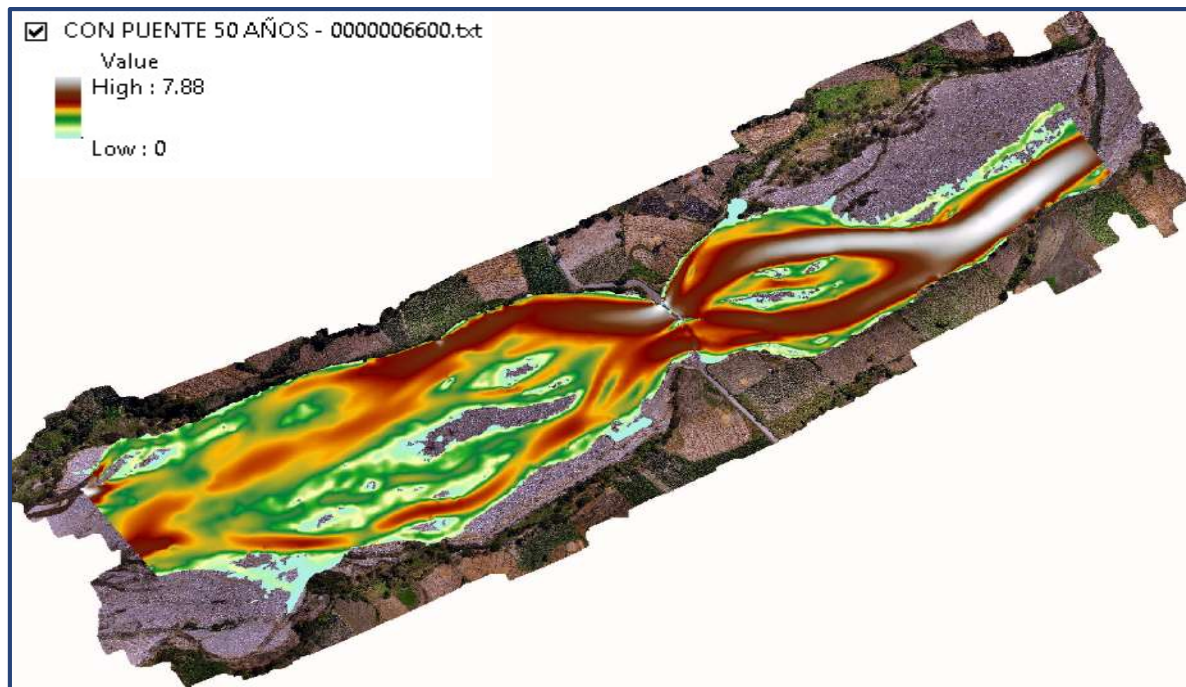 CON PUENTE 50 AÑOS - 0000006600.txt
Value
High : 7.88
Low : 0